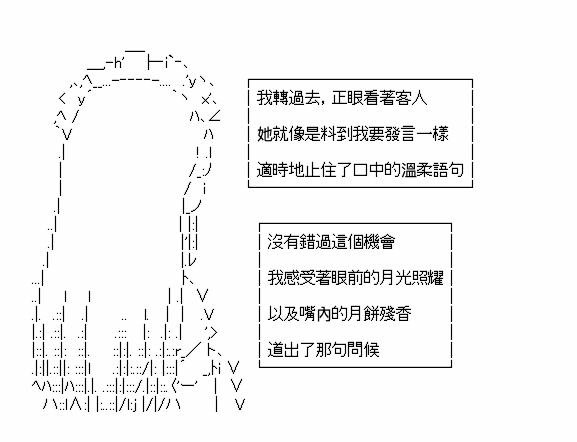 我轉過去，正眼看著客人
她就像是料到我要發言一樣
適時地止住了口中的溫柔語句
沒有錯過這個機會
我感受著眼前的月光照耀
以及嘴內的月餅殘香
道出了那句問候